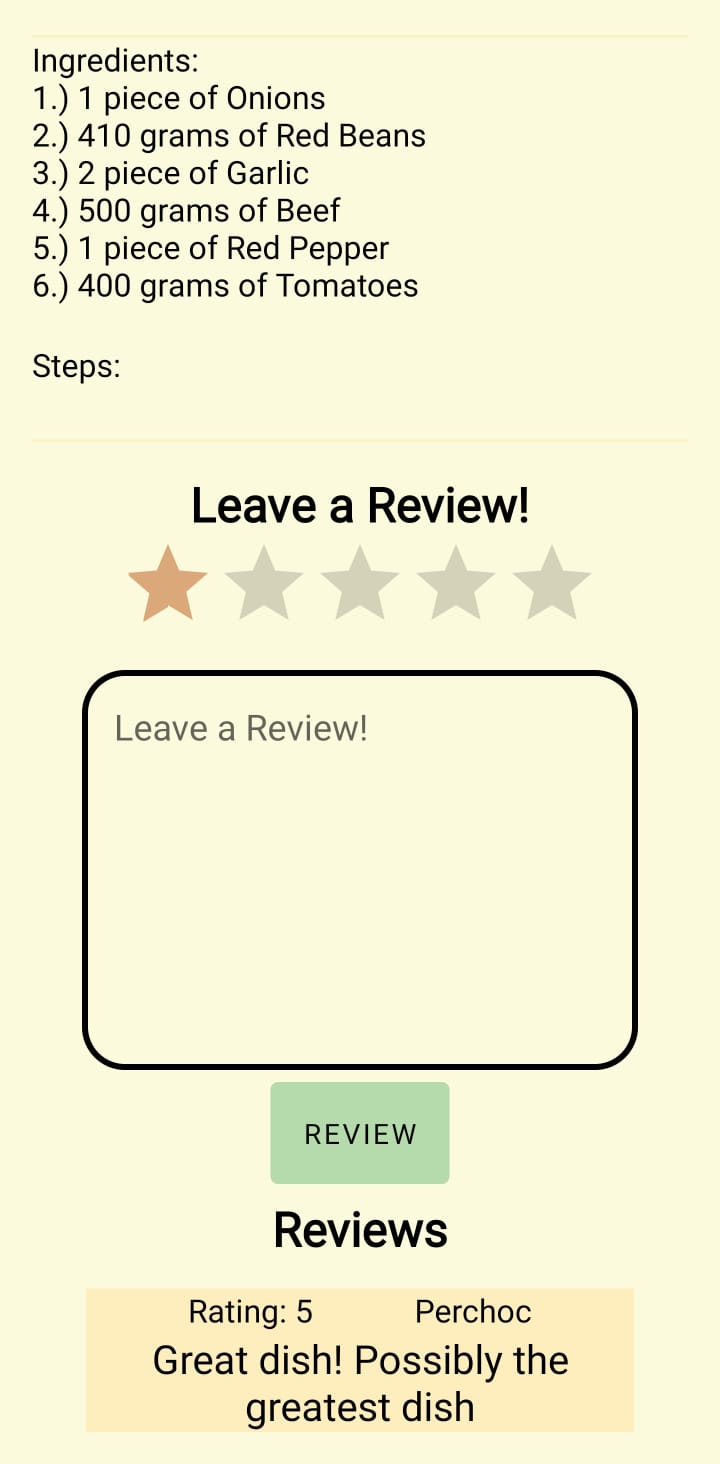 Ingredients:
1.) 1 piece of Onions
2.) 410 grams of Red Beans
3.) 2 piece of Garlic
4.) 500 grams of Beef
5.) 1 piece of Red Pepper
6.) 400 grams of Tomatoes
Steps:
Leave a Review!
Leave a Review!
REVIEW
Reviews
Rating: 5 Perchoc
Great dish! Possibly the
greatest dish